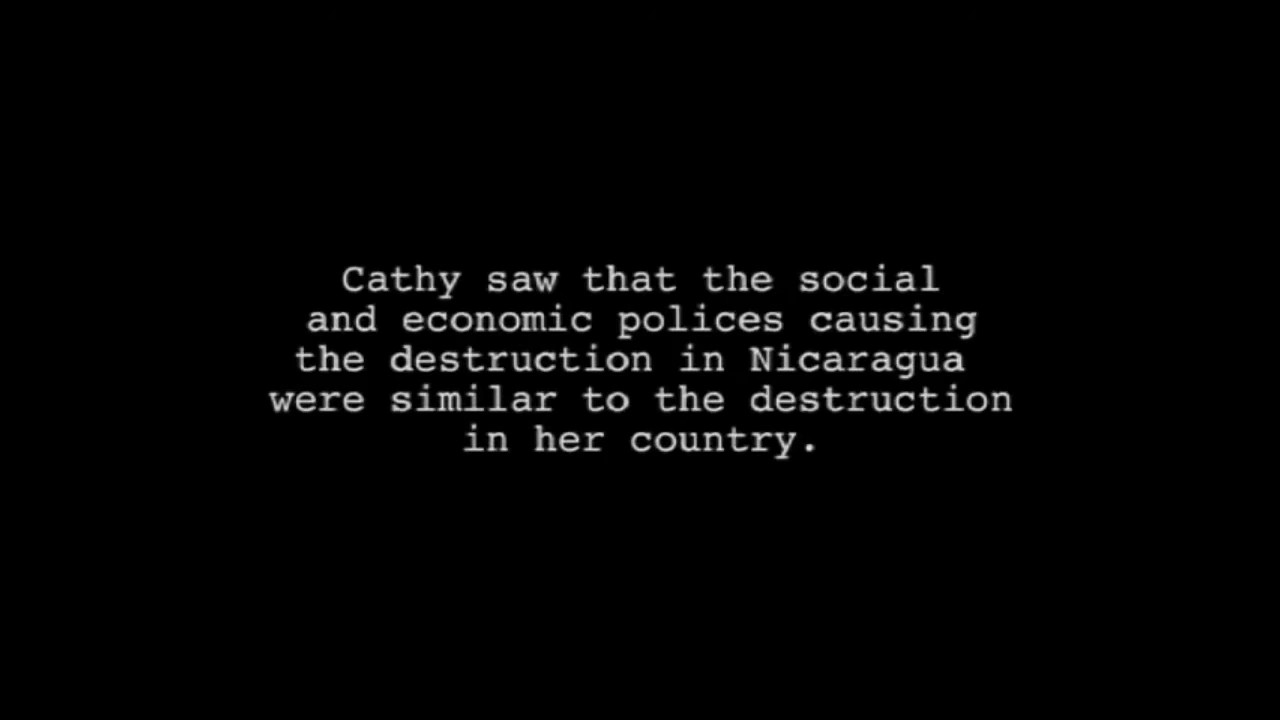 Cathy saw that the social
and economic polices causing
the destruction in Nicaragua
were similar to the destruction
in her country.